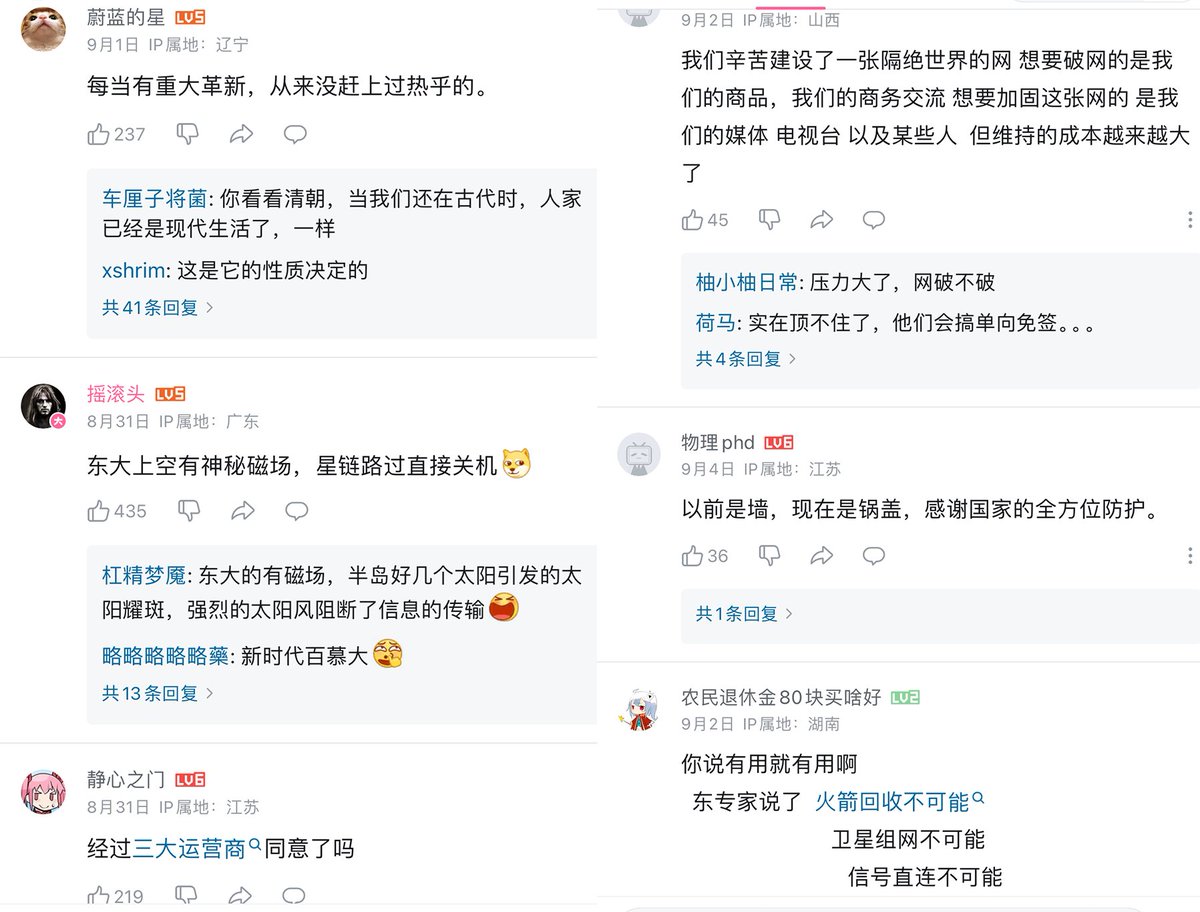 蔚蓝的星 LV5
9月1日 IP属地：辽宁
每当有重大革新，从来没赶上过热乎的。
237
车厘子将菌: 你看看清朝，当我们还在古代时，人家
已经是现代生活了，一样
xshrim: 这是它的性质决定的
共41条回复
摇滚头 LV5
大
8月31日 IP属地：广东
东大上空有神秘磁场，星链路过直接关机
435
杠精梦魇: 东大的有磁场，半岛好几个太阳引发的太
阳耀斑，强烈的太阳风阻断了信息的传输
略略略略略藥: 新时代百慕大
共13条回复
静心之门 LV6
8月31日 IP属地：江苏
经过三大运营商同意了吗
219
9月2日 IP属地：山西
我们辛苦建设了一张隔绝世界的网 想要破网的是我
们的商品，我们的商务交流 想要加固这张网的 是我
们的媒体 电视台 以及某些人 但维持的成本越来越大
了
45
柚小柚日常: 压力大了，网破不破
荷马: 实在顶不住了，他们会搞单向免签。。。
共4条回复
物理phd LV6
9月4日 IP属地：江苏
以前是墙，现在是锅盖，感谢国家的全方位防护。
36
共1条回复
农民退休金80块买啥好 LV2
9月2日 IP属地：湖南
你说有用就有用啊
东专家说了 火箭回收不可能
卫星组网不可能
信号直连不可能